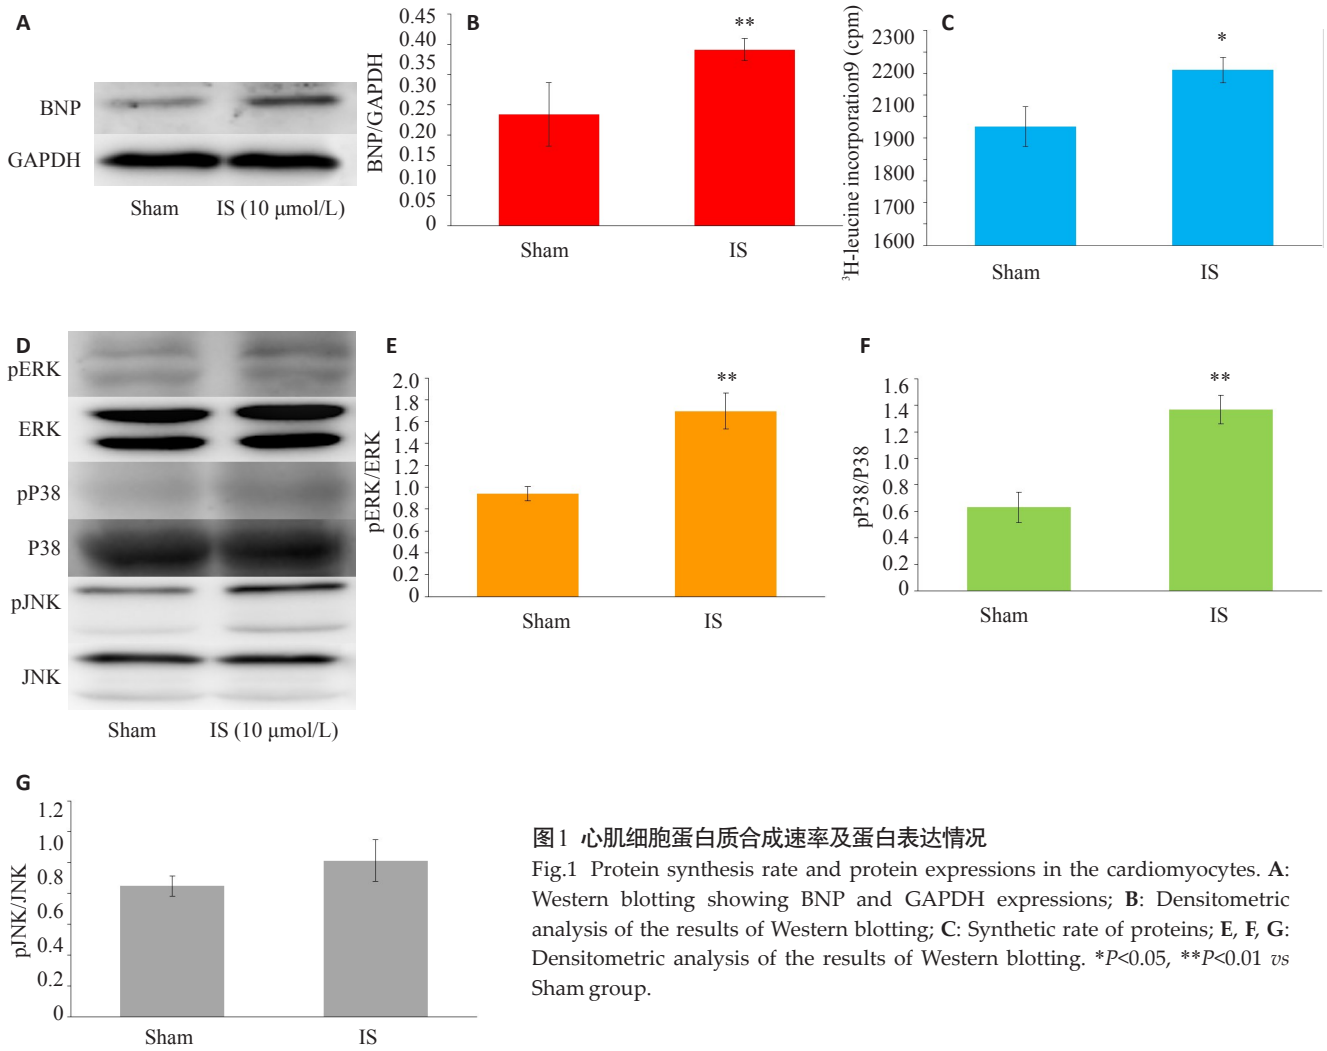 A
BNP
GAPDH
Sham IS (10 μmol/L)
B
BNP/GAPDH
0.45
0.40
0.35
0.30
0.20
0.15
0.10
0.05
0
**
Sham IS
C
³H-leucine incorporation9 (cpm)
2300
2200
2100
1900
1800
1700
1600
*
Sham IS
D
pERK
ERK
pP38
P38
pJNK
JNK
Sham IS (10 μmol/L)
E
pERK/ERK
2.0
1.8
1.6
1.4
1.2
1.0
0.8
0.6
0.4
0.2
0
**
Sham IS
F
pP38/P38
1.6
1.4
1.2
1.0
0.8
0.6
0.4
0.2
0
**
Sham IS
G
pJNK/JNK
1.2
1.0
0.8
0.6
0.4
0.2
0
Sham IS
图1 心肌细胞蛋白质合成速率及蛋白表达情况
Fig.1 Protein synthesis rate and protein expressions in the cardiomyocytes. A:
Western blotting showing BNP and GAPDH expressions; B: Densitometric
analysis of the results of Western blotting; C: Synthetic rate of proteins; E, F, G:
Densitometric analysis of the results of Western blotting. *P<0.05, **P<0.01 vs
Sham group.